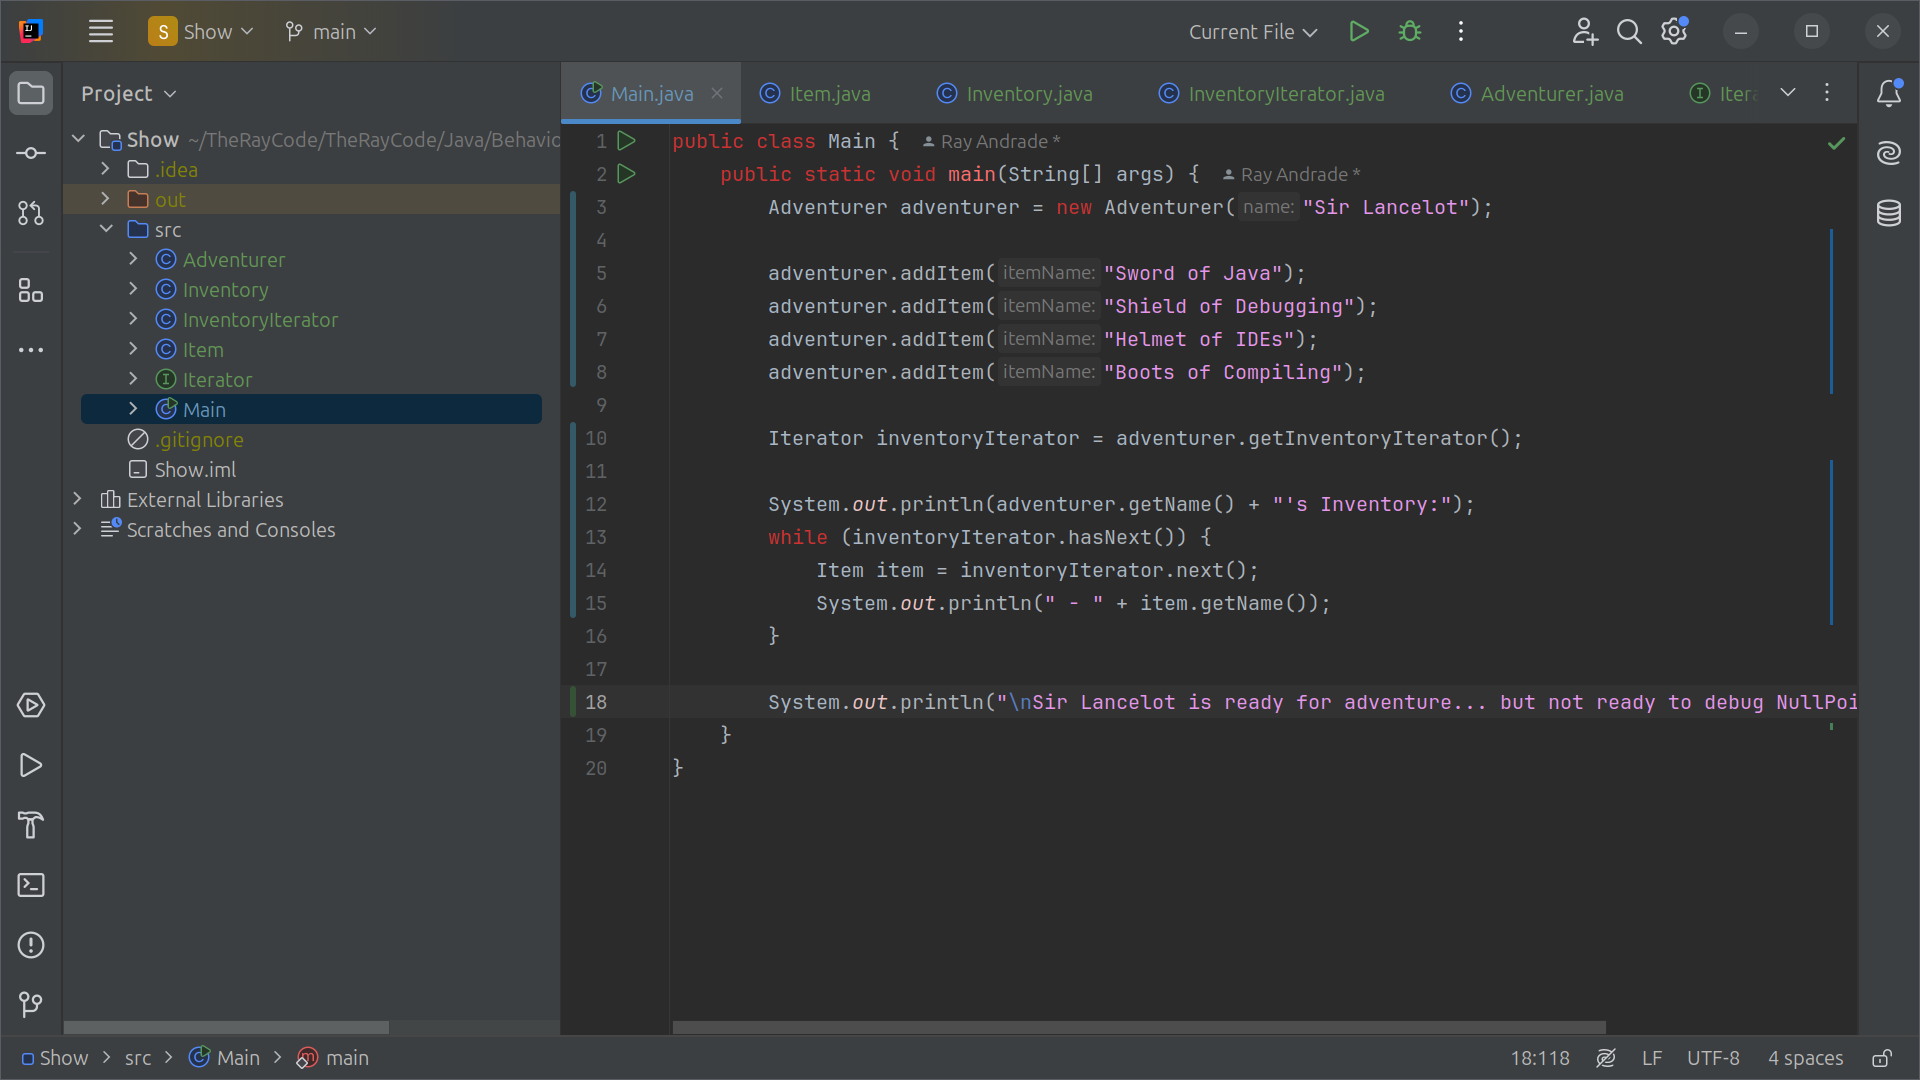 S Show main Current File
Project Main.java Item.java Inventory.java InventoryIterator.java Adventurer.java Itera
Show ~/TheRayCode/TheRayCode/Java/Behavio
.idea
out
src
Adventurer
Inventory
InventoryIterator
Item
Iterator
Main
.gitignore
Show.iml
External Libraries
Scratches and Consoles
1 public class Main { Ray Andrade *
2 public static void main(String[] args) { Ray Andrade *
3 Adventurer adventurer = new Adventurer( name: "Sir Lancelot");
4
5 adventurer.addItem( itemName: "Sword of Java");
6 adventurer.addItem( itemName: "Shield of Debugging");
7 adventurer.addItem( itemName: "Helmet of IDEs");
8 adventurer.addItem( itemName: "Boots of Compiling");
9
10 Iterator inventoryIterator = adventurer.getInventoryIterator();
11
12 System.out.println(adventurer.getName() + "'s Inventory:");
13 while (inventoryIterator.hasNext()) {
14 Item item = inventoryIterator.next();
15 System.out.println(" - " + item.getName());
16 }
17
18 System.out.println("\nSir Lancelot is ready for adventure... but not ready to debug NullPoi
19 }
20 }
Show > src > Main > main 18:118 LF UTF-8 4 spaces